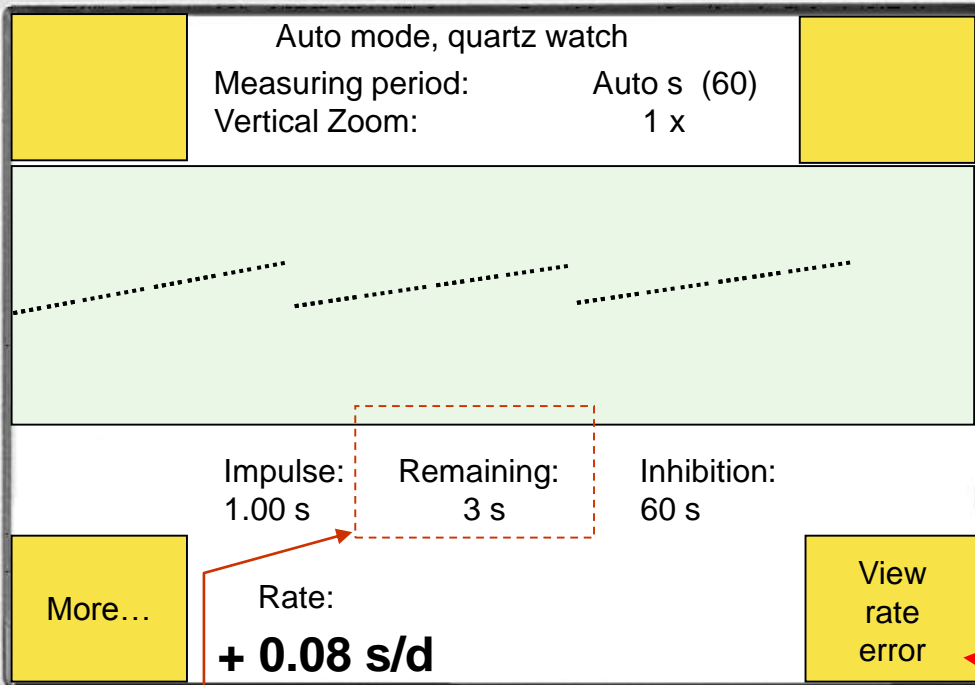 Auto mode, quartz watch
Measuring period: Auto s (60)
Vertical Zoom: 1 x
Impulse: Remaining: Inhibition:
1.00 s 3 s 60 s
More…
Rate:
+ 0.08 s/d
View
rate
error